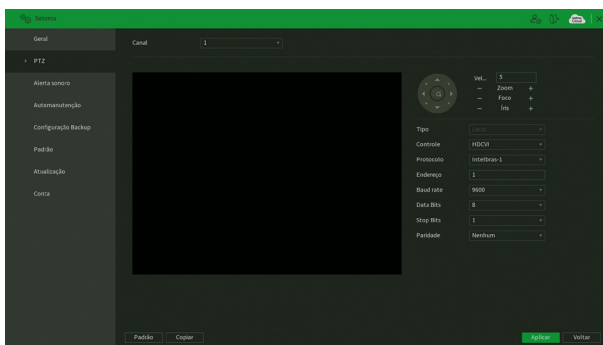 Sistema
Geral
PTZ
Alerta sonoro
Automanutenção
Configuração Backup
Padrão
Atualização
Conta
Canal 1
Vel... 5
− Zoom +
− Foco +
− Íris +
Tipo Local
Controle HDCVI
Protocolo Intelbras-1
Endereço 1
Baud rate 9600
Data Bits 8
Stop Bits 1
Paridade Nenhum
Padrão Copiar Aplicar Voltar